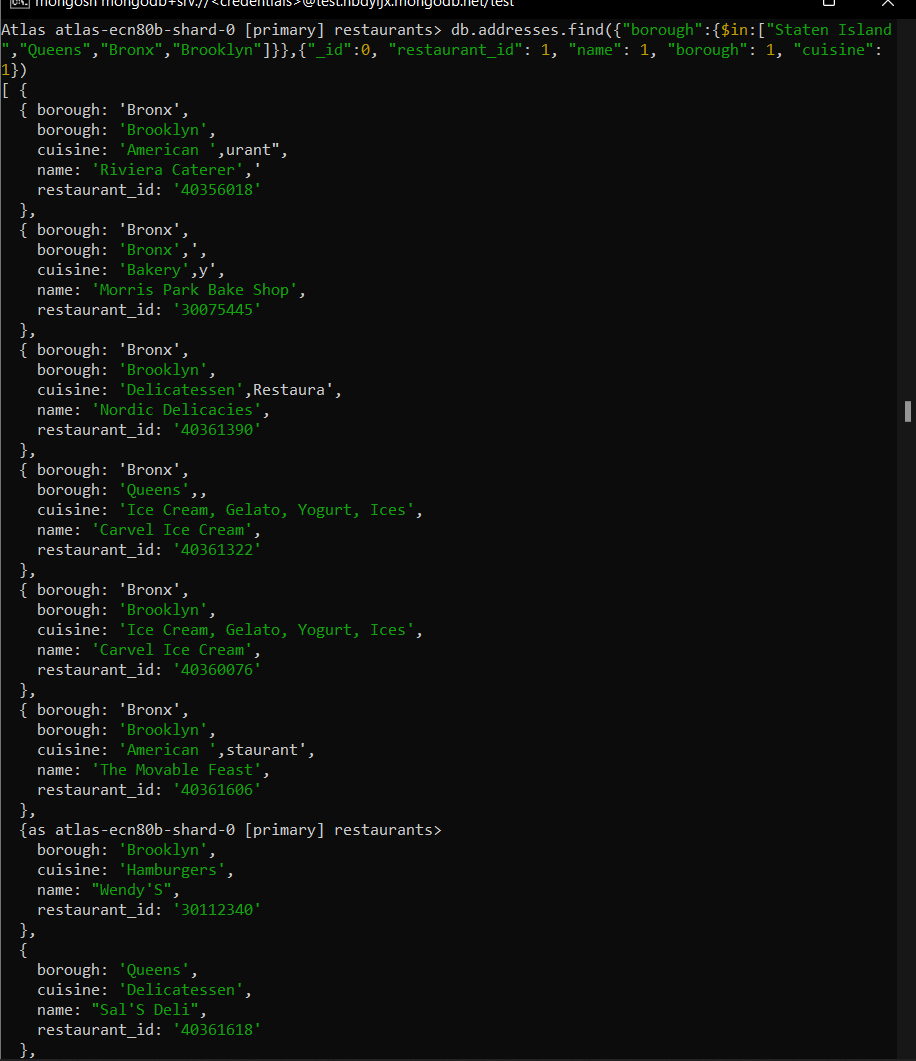 mongosh mongodb+srv://<credentials>@test.nbdyljx.mongodb.net/test
Atlas atlas-ecn80b-shard-0 [primary] restaurants> db.addresses.find({"borough":{$in:["Staten Island
","Queens","Bronx","Brooklyn"]}},{"_id":0, "restaurant_id": 1, "name": 1, "borough": 1, "cuisine":
1})
[ {
  { borough: 'Bronx',
    borough: 'Brooklyn',
    cuisine: 'American ',urant",
    name: 'Riviera Caterer','
    restaurant_id: '40356018'
  },
  { borough: 'Bronx',
    borough: 'Bronx',',
    cuisine: 'Bakery',y',
    name: 'Morris Park Bake Shop',
    restaurant_id: '30075445'
  },
  { borough: 'Bronx',
    borough: 'Brooklyn',
    cuisine: 'Delicatessen',Restaura',
    name: 'Nordic Delicacies',
    restaurant_id: '40361390'
  },
  { borough: 'Bronx',
    borough: 'Queens',,
    cuisine: 'Ice Cream, Gelato, Yogurt, Ices',
    name: 'Carvel Ice Cream',
    restaurant_id: '40361322'
  },
  { borough: 'Bronx',
    borough: 'Brooklyn',
    cuisine: 'Ice Cream, Gelato, Yogurt, Ices',
    name: 'Carvel Ice Cream',
    restaurant_id: '40360076'
  },
  { borough: 'Bronx',
    borough: 'Brooklyn',
    cuisine: 'American ',staurant',
    name: 'The Movable Feast',
    restaurant_id: '40361606'
  },
  {as atlas-ecn80b-shard-0 [primary] restaurants>
    borough: 'Brooklyn',
    cuisine: 'Hamburgers',
    name: "Wendy'S",
    restaurant_id: '30112340'
  },
  {
    borough: 'Queens',
    cuisine: 'Delicatessen',
    name: "Sal'S Deli",
    restaurant_id: '40361618'
  },